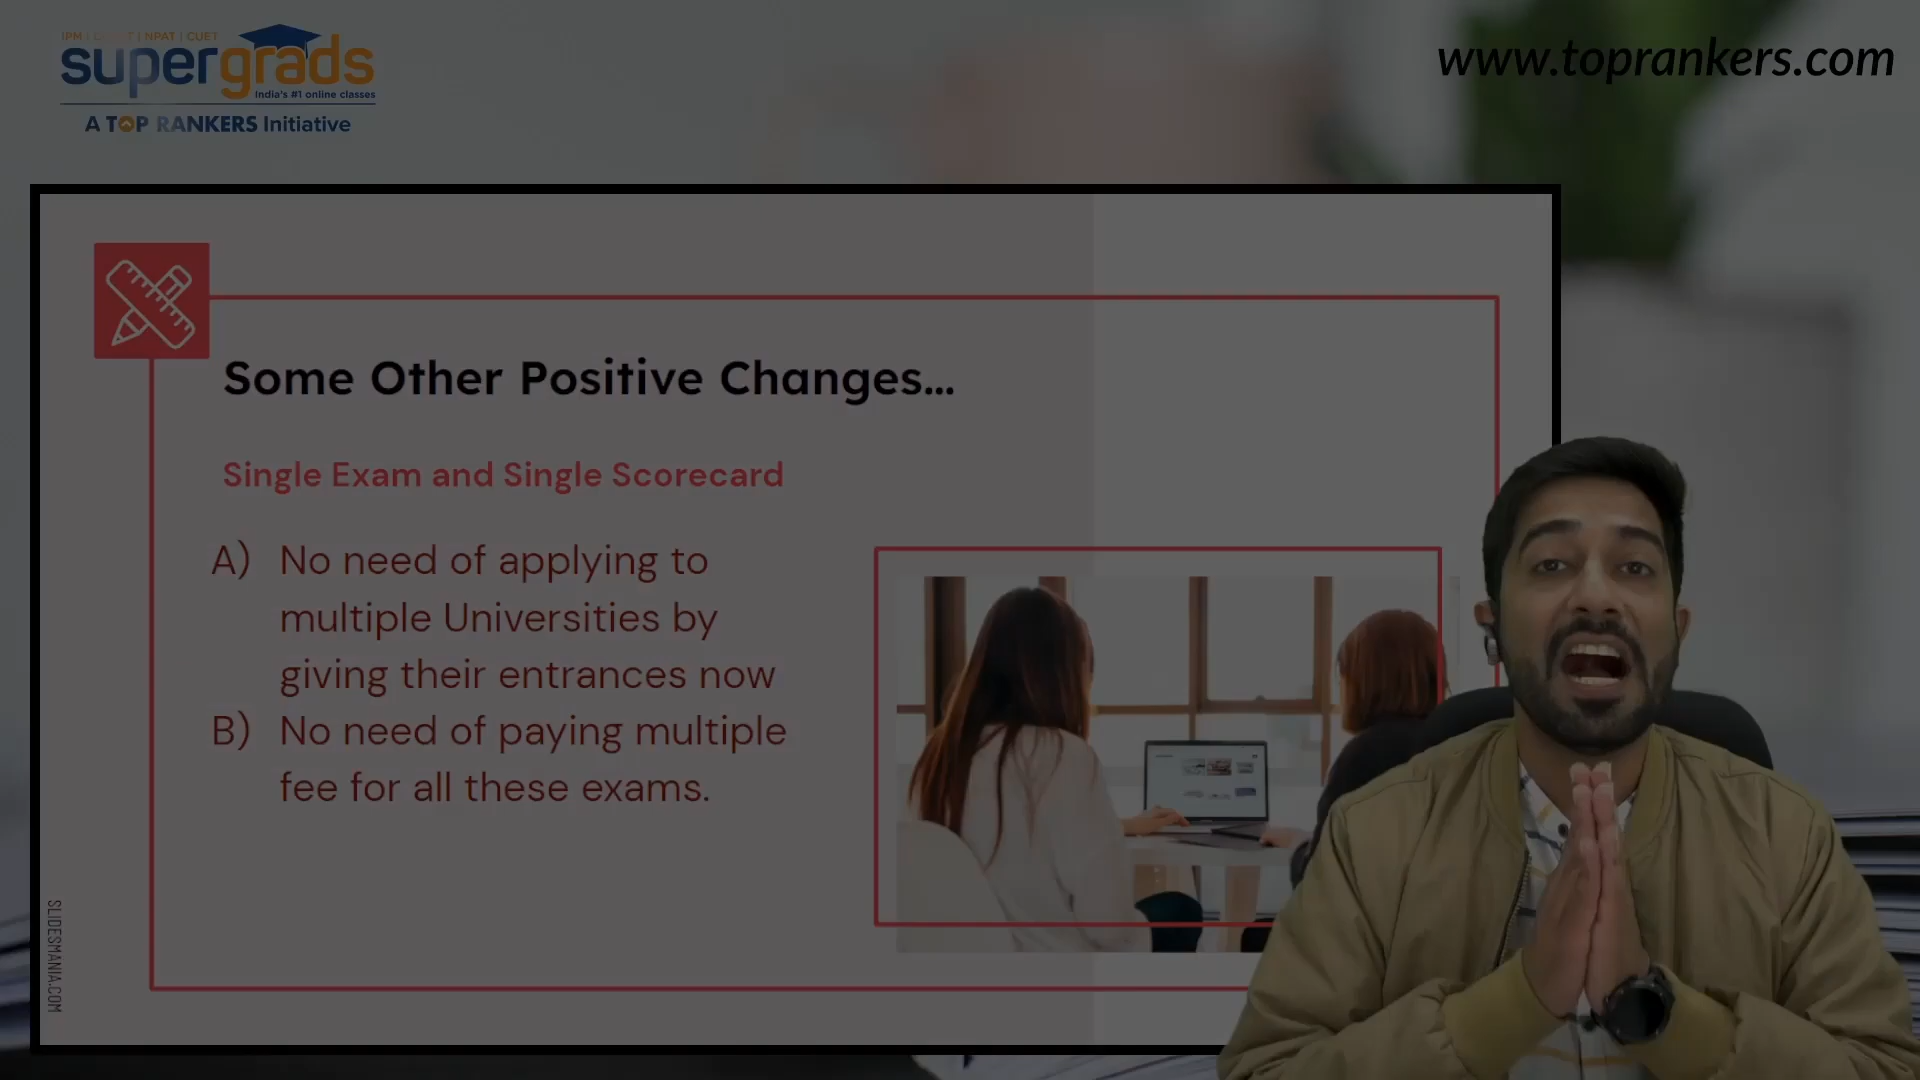 IPM | | NPAT | CUET
supergrads
India's #1 online classes
A TOP RANKERS Initiative
www.toprankers.com
Some Other Positive Changes...
Single Exam and Single Scorecard
A) No need of applying to
multiple Universities by
giving their entrances now
B) No need of paying multiple
fee for all these exams.
SLIDESMANIA.COM